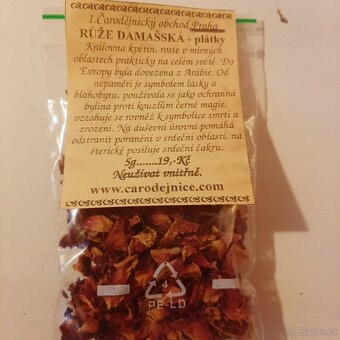 1.Čarodějnický obchod Praha
RŮŽE DAMAŠSKÁ - plátky
Královna květin, roste v mírných
oblastech prakticky na celém světě. Do
Evropy byla dovezena z Arábie. Od
nepaměti je symbolem lásky a
blahobytu, používala se jako ochranná
bylina proti kouzlům černé magie,
vztahuje se rovněž k symbolice smrti a
zrození. Na duševní úrovni pomáhá
odstranit poranění v srdeční oblasti, na
éterické posiluje srdeční čakru.
5g.......19,-Kč
Neužívat vnitřně.
www.carodejnice.com
4
PE-LD
Bazos.cz